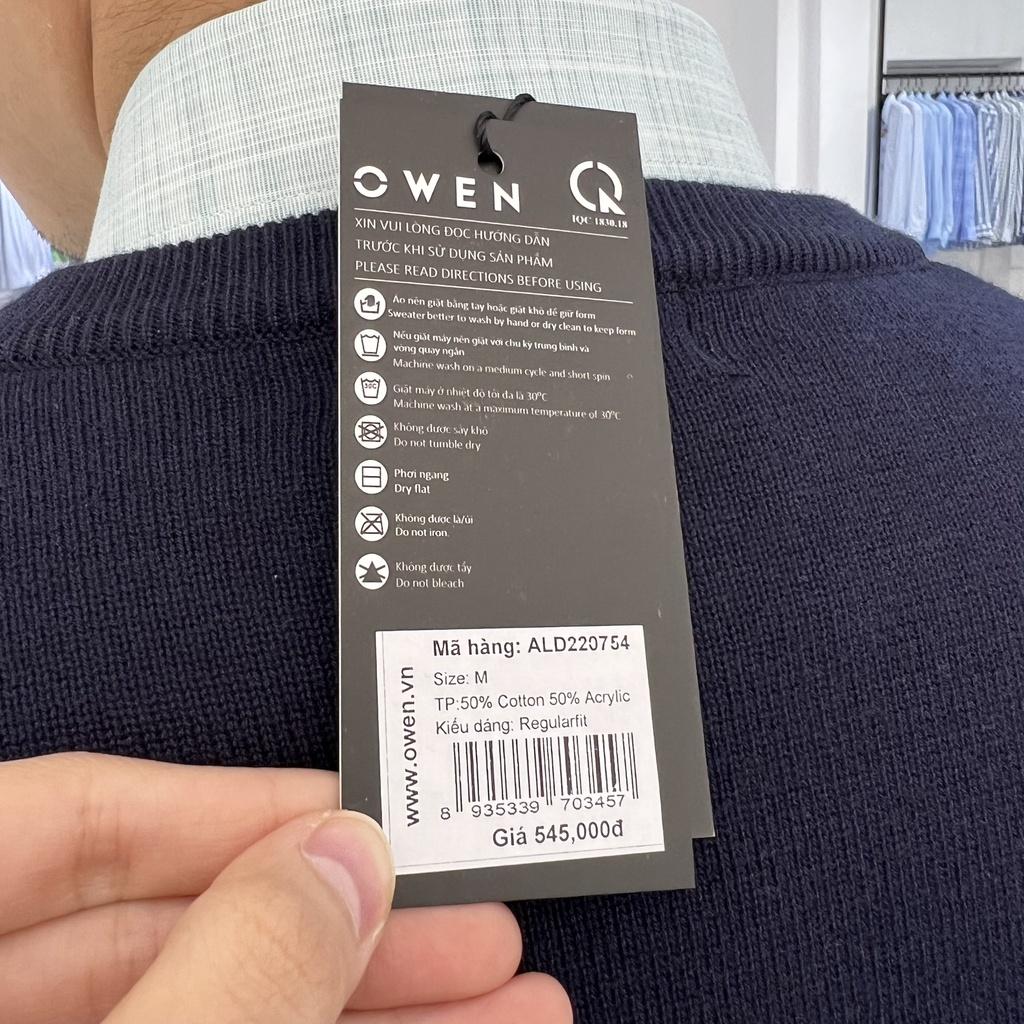 OWEN
IQC 1830.18
XIN VUI LÒNG ĐỌC HƯỚNG DẪN
TRƯỚC KHI SỬ DỤNG SẢN PHẨM
PLEASE READ DIRECTIONS BEFORE USING
Áo nên giặt bằng tay hoặc giặt khô để giữ form
Sweater better to wash by hand or dry clean to keep form
Nếu giặt máy nên giặt với chu kỳ trung bình và
vòng quay ngắn
Machine wash on a medium cycle and short spin
30C
Giặt máy ở nhiệt độ tối đa là 30°C
Machine wash at a maximum temperature of 30°C
Không được sấy khô
Do not tumble dry
Phơi ngang
Dry flat
Không được là/ủi
Do not iron.
Không được tẩy
Do not bleach
www.owen.vn
Mã hàng: ALD220754
Size: M
TP:50% Cotton 50% Acrylic
Kiểu dáng: Regularfit
8 935339 703457
Giá 545,000đ